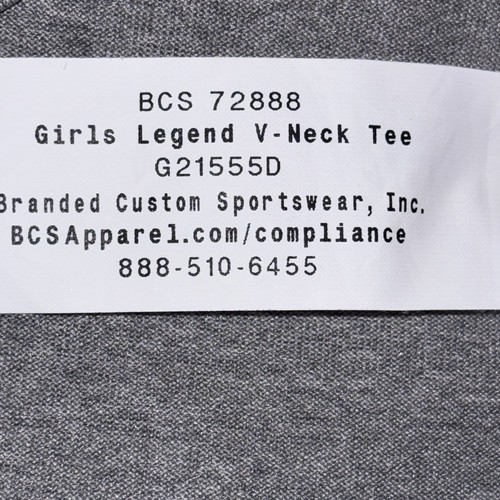 BCS 72888
Girls Legend V-Neck Tee
G21555D
Branded Custom Sportswear, Inc.
BCSApparel.com/compliance
888-510-6455